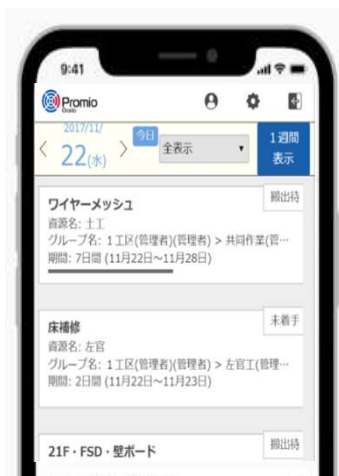 9:41
Promio
Gusto
2017/11/
22(水)
今日
全表示
1週間
表示
ワイヤーメッシュ
搬出待
資源名: 土工
グループ名: 1工区(管理者)(管理者) > 共同作業(管…
期間: 7日間 (11月22日～11月28日)
床補修
未着手
資源名: 左官
グループ名: 1工区(管理者)(管理者) > 左官工(管理…
期間: 2日間 (11月22日～11月23日)
21F・FSD・壁ボード
搬出待